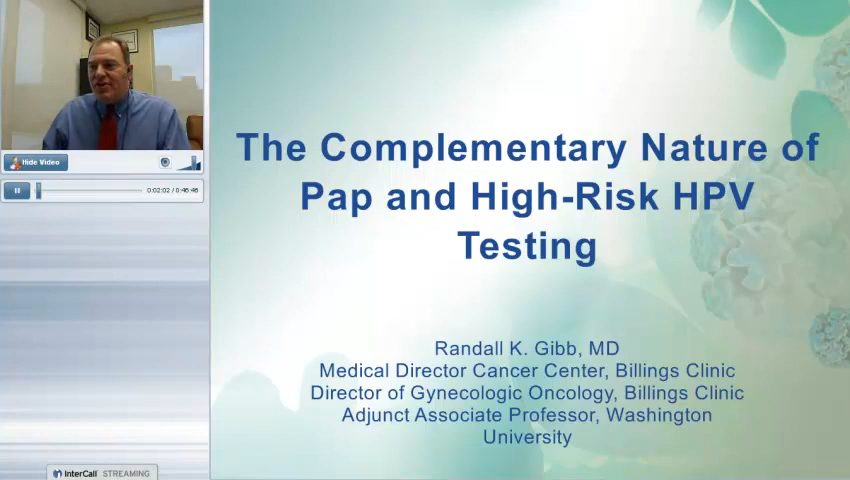 Hide Video
0:02:02 / 0:46:46
The Complementary Nature of
Pap and High-Risk HPV
Testing
Randall K. Gibb, MD
Medical Director Cancer Center, Billings Clinic
Director of Gynecologic Oncology, Billings Clinic
Adjunct Associate Professor, Washington
University
InterCall STREAMING